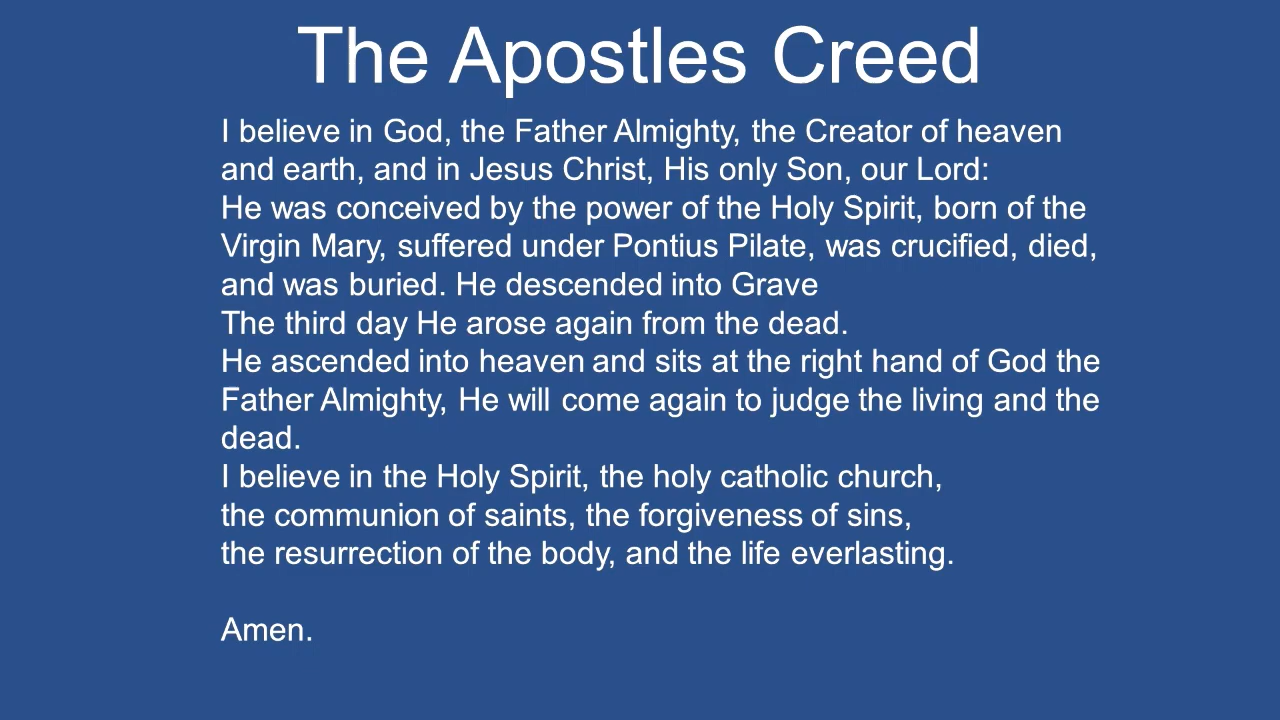 The Apostles Creed
I believe in God, the Father Almighty, the Creator of heaven
and earth, and in Jesus Christ, His only Son, our Lord:
He was conceived by the power of the Holy Spirit, born of the
Virgin Mary, suffered under Pontius Pilate, was crucified, died,
and was buried. He descended into Grave
The third day He arose again from the dead.
He ascended into heaven and sits at the right hand of God the
Father Almighty, He will come again to judge the living and the
dead.
I believe in the Holy Spirit, the holy catholic church,
the communion of saints, the forgiveness of sins,
the resurrection of the body, and the life everlasting.
Amen.